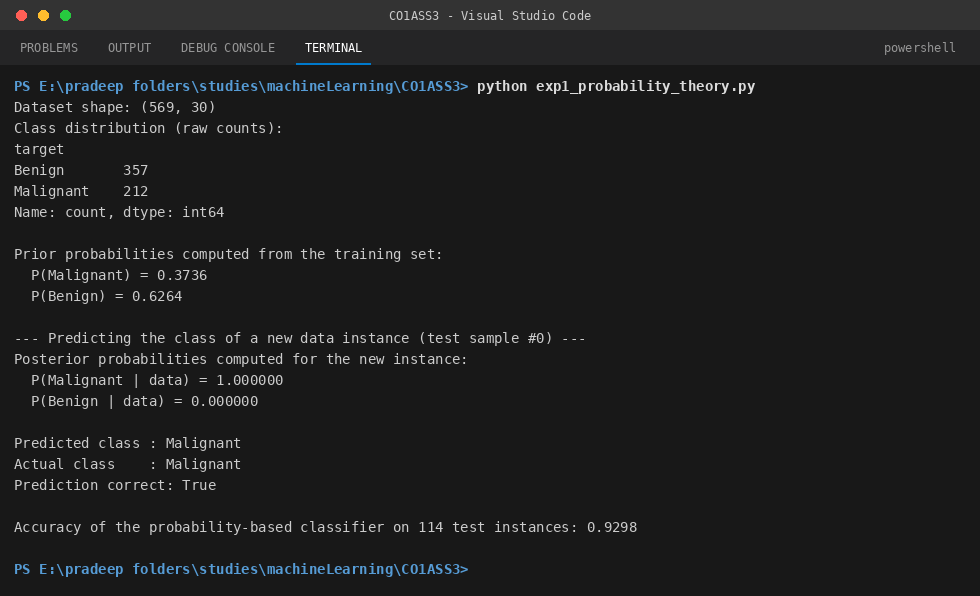 CO1ASS3 - Visual Studio Code
PROBLEMS OUTPUT DEBUG CONSOLE TERMINAL powershell
PS E:\pradeep folders\studies\machineLearning\CO1ASS3> python exp1_probability_theory.py
Dataset shape: (569, 30)
Class distribution (raw counts):
target
Benign       357
Malignant    212
Name: count, dtype: int64

Prior probabilities computed from the training set:
  P(Malignant) = 0.3736
  P(Benign) = 0.6264

--- Predicting the class of a new data instance (test sample #0) ---
Posterior probabilities computed for the new instance:
  P(Malignant | data) = 1.000000
  P(Benign | data) = 0.000000

Predicted class : Malignant
Actual class    : Malignant
Prediction correct: True

Accuracy of the probability-based classifier on 114 test instances: 0.9298

PS E:\pradeep folders\studies\machineLearning\CO1ASS3>